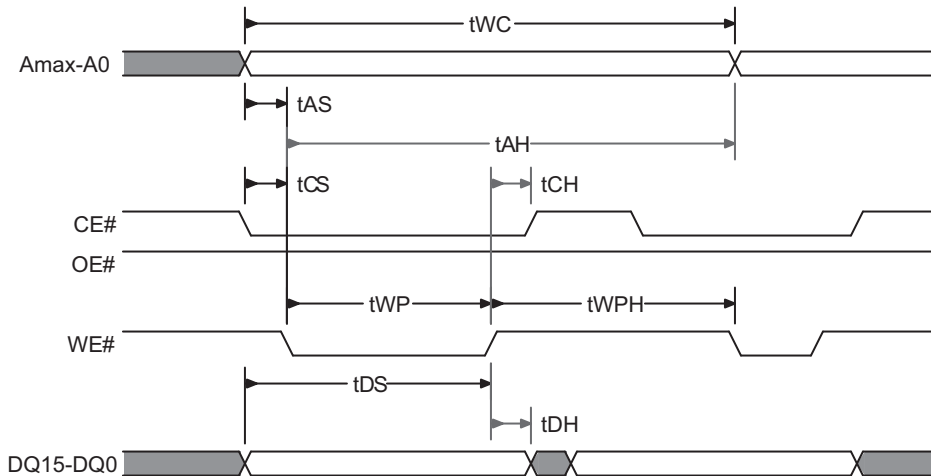 tWC
Amax-A0
tAS
tAH
tCS
tCH
CE#
OE#
tWP
tWPH
WE#
tDS
tDH
DQ15-DQ0